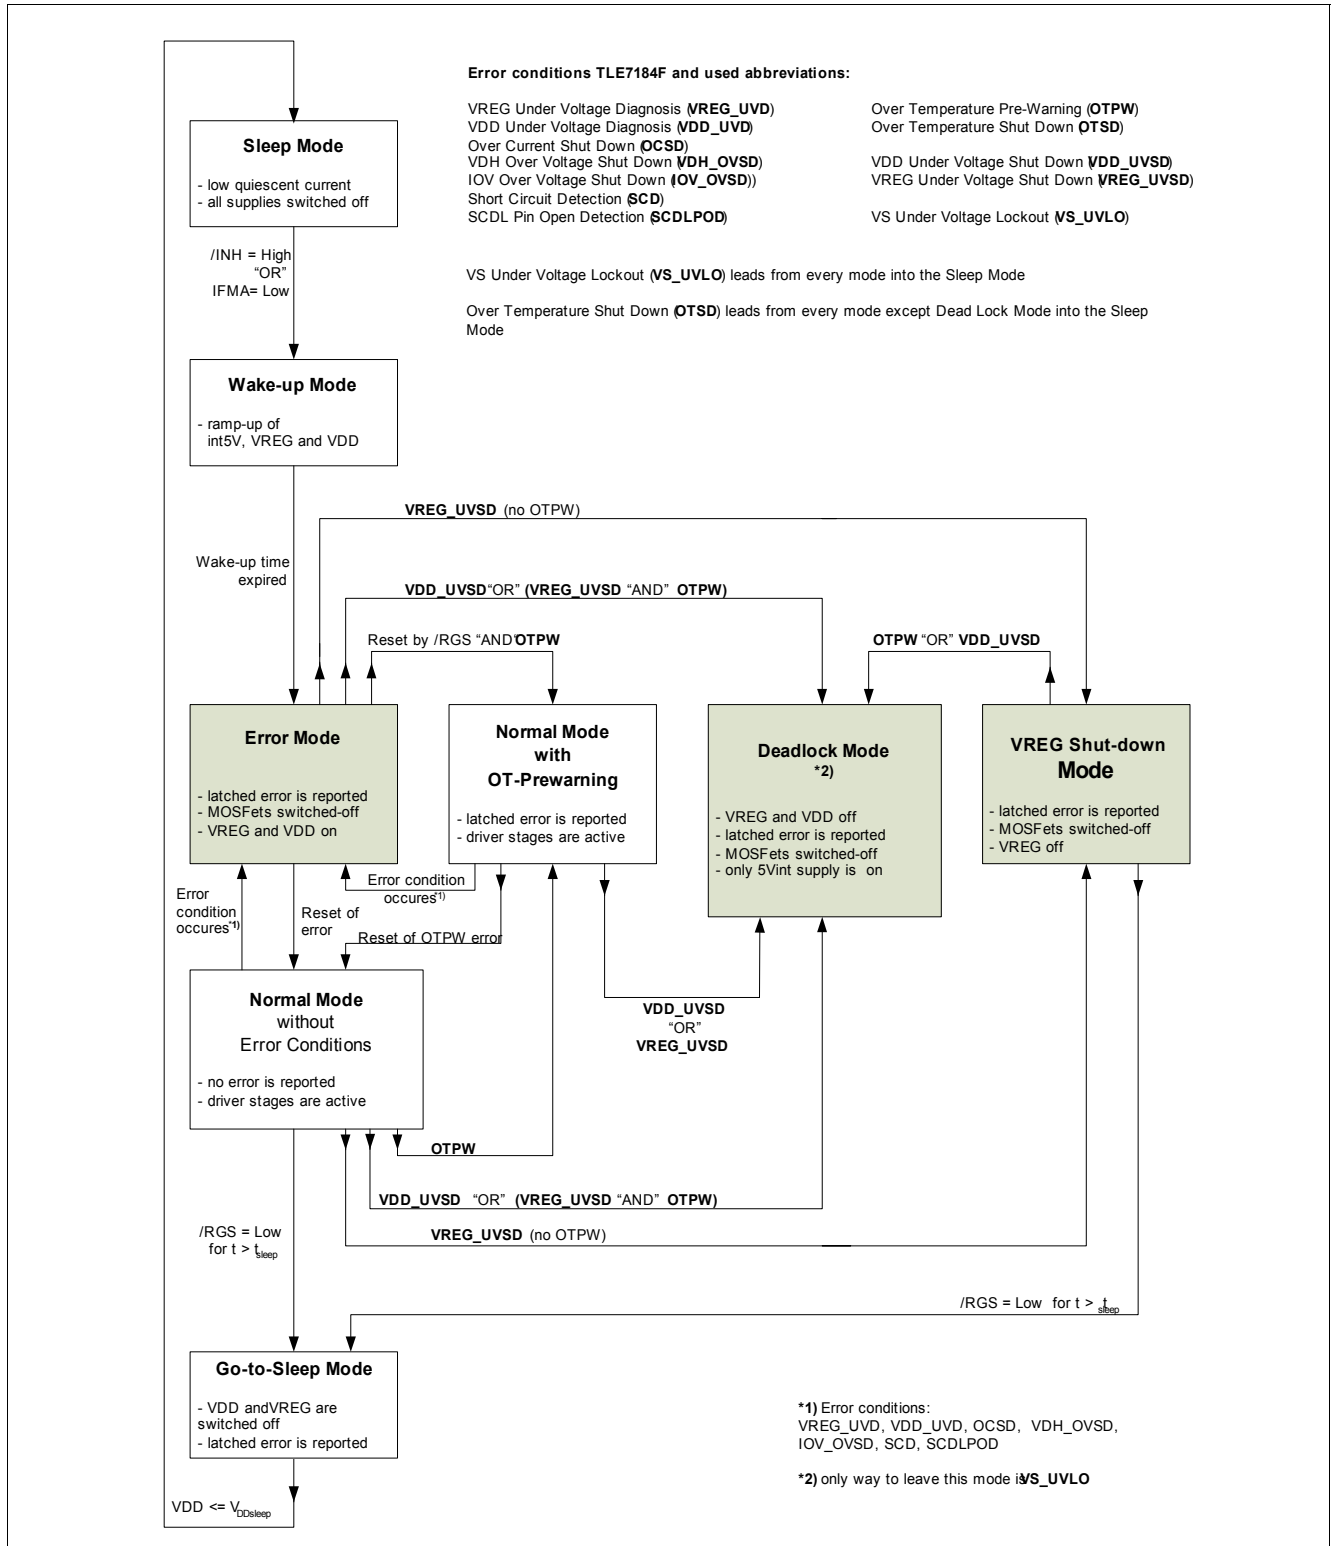 Error conditions TLE7184F and used abbreviations:
VREG Under Voltage Diagnosis (VREG_UVD)
VDD Under Voltage Diagnosis (VDD_UVD)
Over Current Shut Down (OCSD)
VDH Over Voltage Shut Down (VDH_OVSD)
IOV Over Voltage Shut Down (IOV_OVSD))
Short Circuit Detection (SCD)
SCDL Pin Open Detection (SCDLPOD)
Over Temperature Pre-Warning (OTPW)
Over Temperature Shut Down (OTSD)
VDD Under Voltage Shut Down (VDD_UVSD)
VREG Under Voltage Shut Down (VREG_UVSD)
VS Under Voltage Lockout (VS_UVLO)
VS Under Voltage Lockout (VS_UVLO) leads from every mode into the Sleep Mode
Over Temperature Shut Down (OTSD) leads from every mode except Dead Lock Mode into the Sleep
Mode
Sleep Mode
- low quiescent current
- all supplies switched off
/INH = High
“OR”
IFMA= Low
Wake-up Mode
- ramp-up of
int5V, VREG and VDD
Wake-up time
expired
VREG_UVSD (no OTPW)
VDD_UVSD“OR” (VREG_UVSD “AND” OTPW)
Reset by /RGS “AND“OTPW
OTPW “OR” VDD_UVSD
Error Mode
- latched error is reported
- MOSFets switched-off
- VREG and VDD on
Normal Mode
with
OT-Prewarning
- latched error is reported
- driver stages are active
Deadlock Mode
*2)
- VREG and VDD off
- latched error is reported
- MOSFets switched-off
- only 5Vint supply is on
VREG Shut-down
Mode
- latched error is reported
- MOSFets switched-off
- VREG off
Error
condition
occures*1)
Reset of
error
Error condition
occures*1)
Reset of OTPW error
VDD_UVSD
“OR”
VREG_UVSD
Normal Mode
without
Error Conditions
- no error is reported
- driver stages are active
OTPW
VDD_UVSD “OR” (VREG_UVSD “AND” OTPW)
VREG_UVSD (no OTPW)
/RGS = Low
for t > tsleep
/RGS = Low for t > tsleep
Go-to-Sleep Mode
- VDD andVREG are
switched off
- latched error is reported
VDD <= VDDsleep
*1) Error conditions:
VREG_UVD, VDD_UVD, OCSD, VDH_OVSD,
IOV_OVSD, SCD, SCDLPOD
*2) only way to leave this mode is VS_UVLO